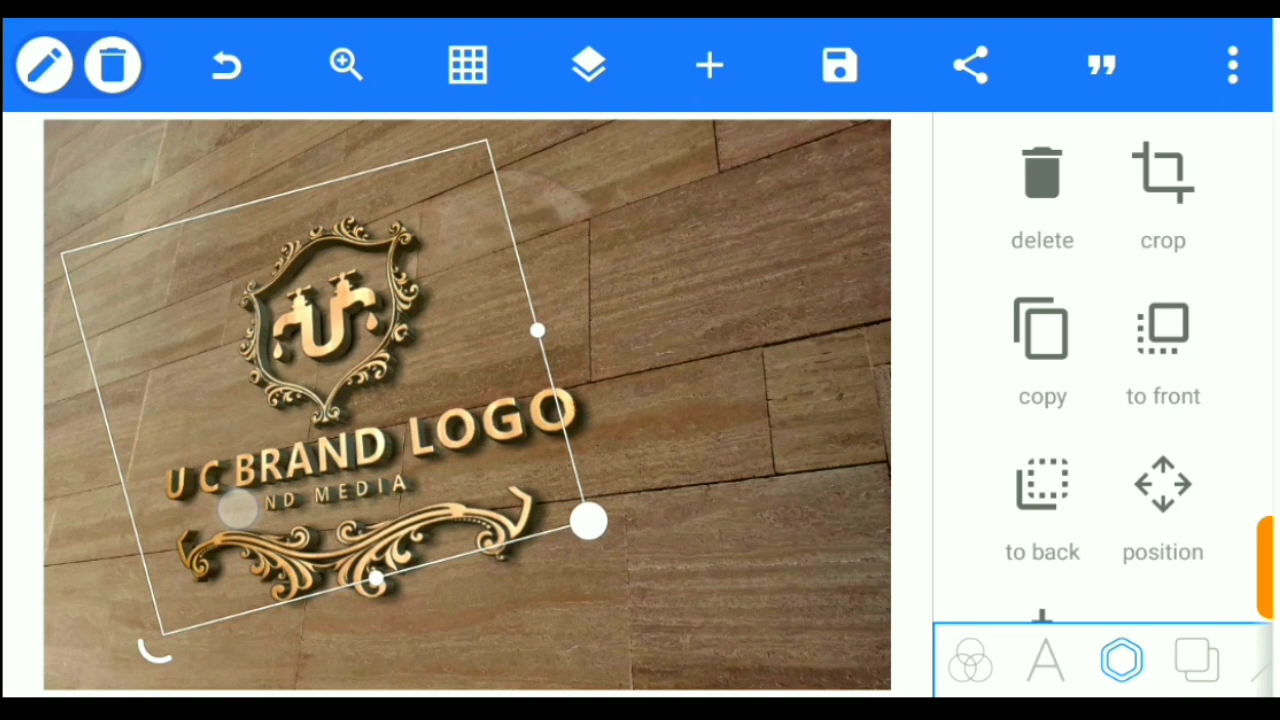 U C BRAND LOGO
ND MEDIA
delete
crop
copy
to front
to back
position